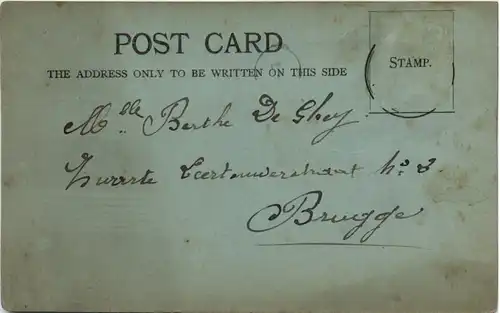 POST CARD
THE ADDRESS ONLY TO BE WRITTEN ON THIS SIDE
STAMP.
Mlle. Berthe De Ghey
Zwarte Leertouwersstraat No. 8
Brugge